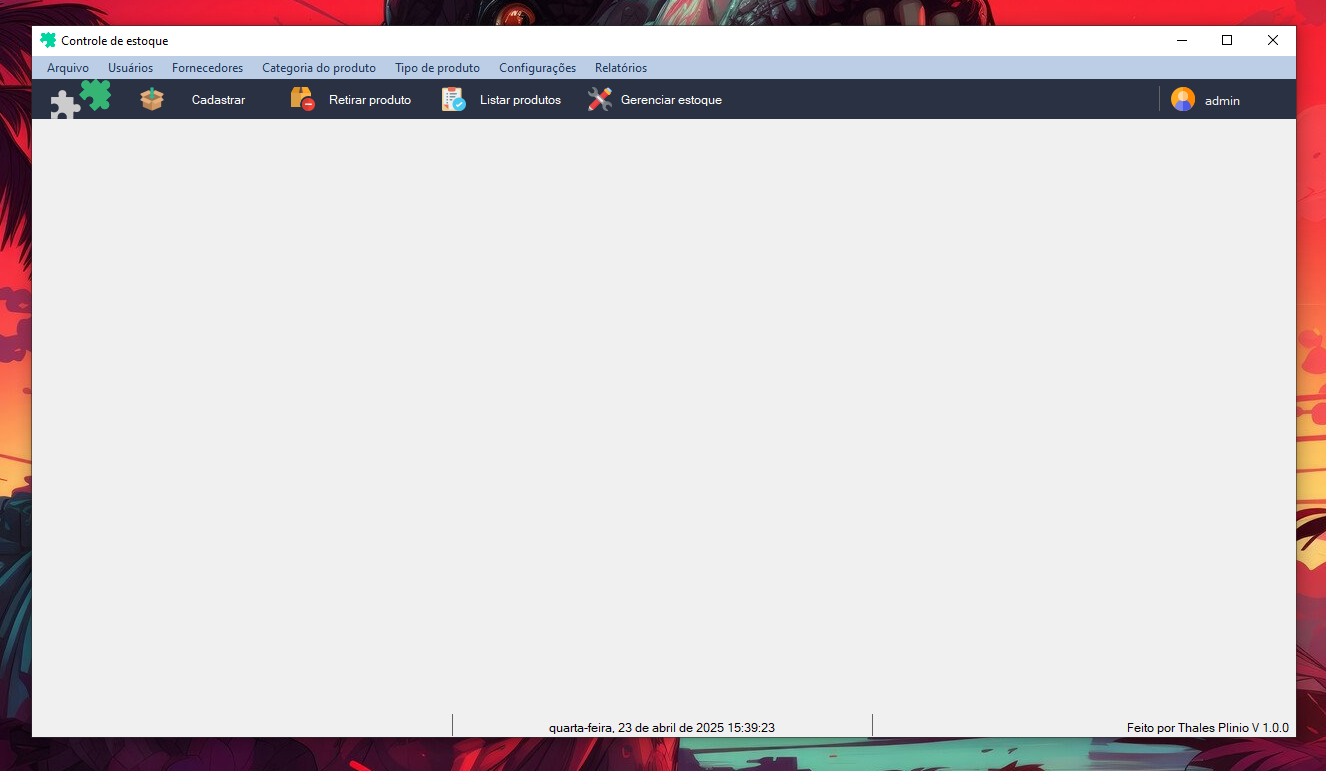 Controle de estoque
Arquivo Usuários Fornecedores Categoria do produto Tipo de produto Configurações Relatórios
Cadastrar Retirar produto Listar produtos Gerenciar estoque admin
quarta-feira, 23 de abril de 2025 15:39:23 Feito por Thales Plinio V 1.0.0